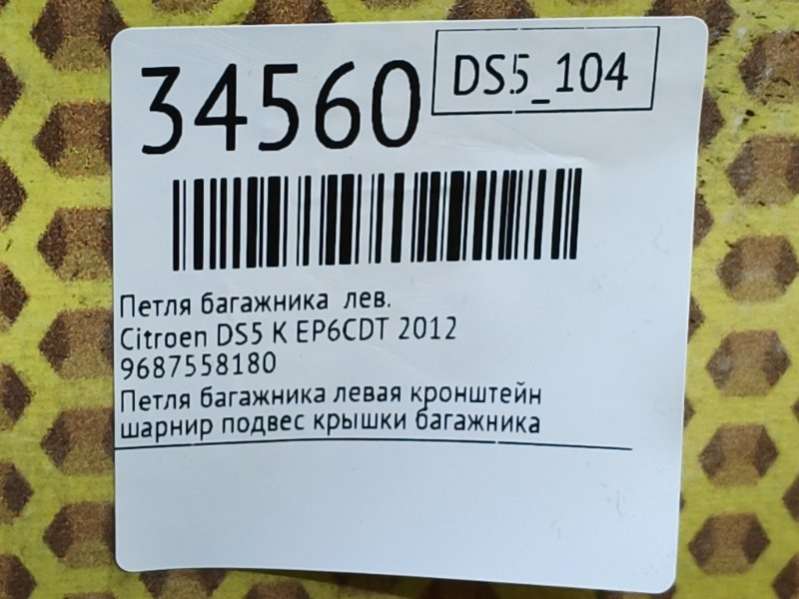 34560
DS5_104
Петля багажника лев.
Citroen DS5 K EP6CDT 2012
9687558180
Петля багажника левая кронштейн
шарнир подвес крышки багажника